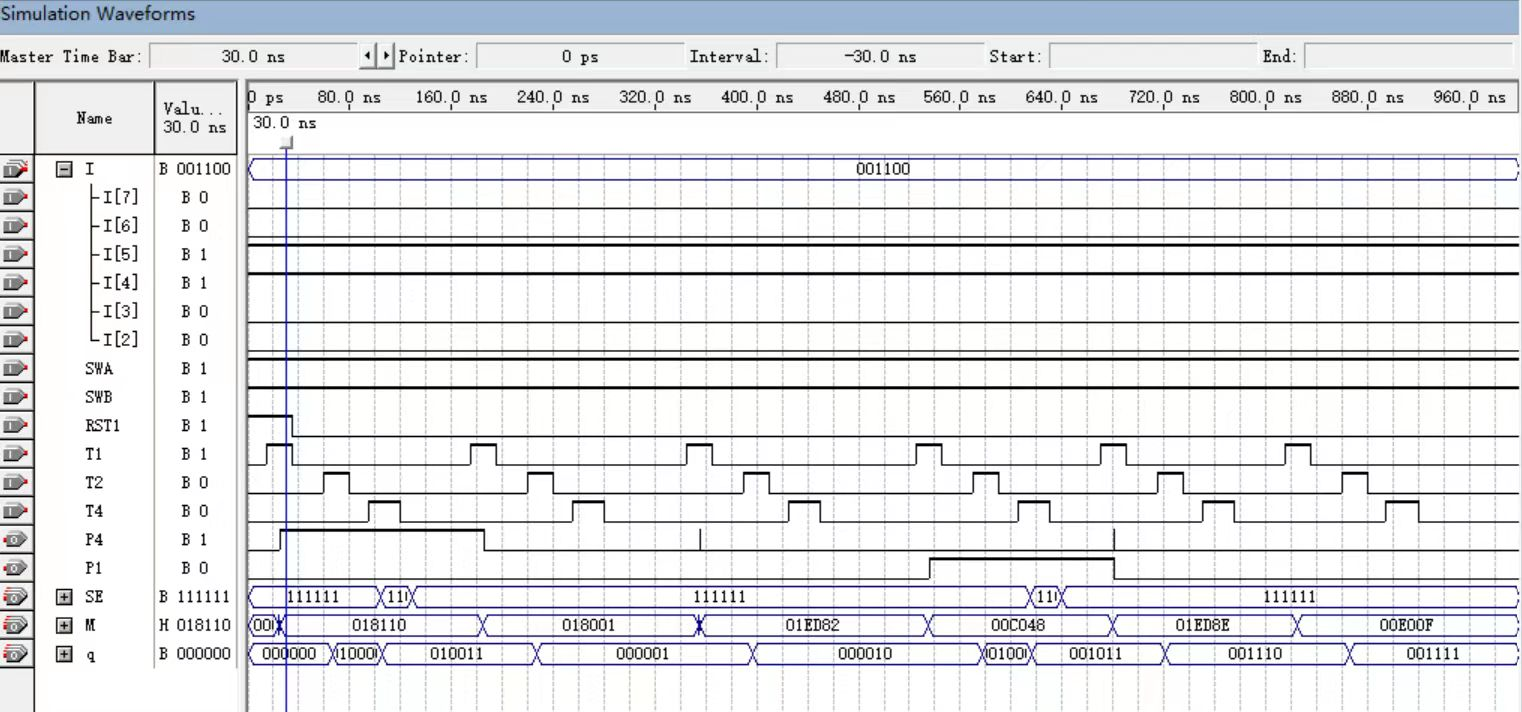 Simulation Waveforms
Master Time Bar: 30.0 ns Pointer: 0 ps Interval: -30.0 ns Start: End:
Name Valu... 30.0 ns
0 ps 80.0 ns 160.0 ns 240.0 ns 320.0 ns 400.0 ns 480.0 ns 560.0 ns 640.0 ns 720.0 ns 800.0 ns 880.0 ns 960.0 ns
30.0 ns
I B 001100 001100
I[7] B 0
I[6] B 0
I[5] B 1
I[4] B 1
I[3] B 0
I[2] B 0
SWA B 1
SWB B 1
RST1 B 1
T1 B 1
T2 B 0
T4 B 0
P4 B 1
P1 B 0
SE B 111111 111111 11 111111 11 111111
M H 018110 00 018110 018001 01ED82 00C048 01ED8E 00E00F
q B 000000 000000 1000 010011 000001 000010 0100 001011 001110 001111